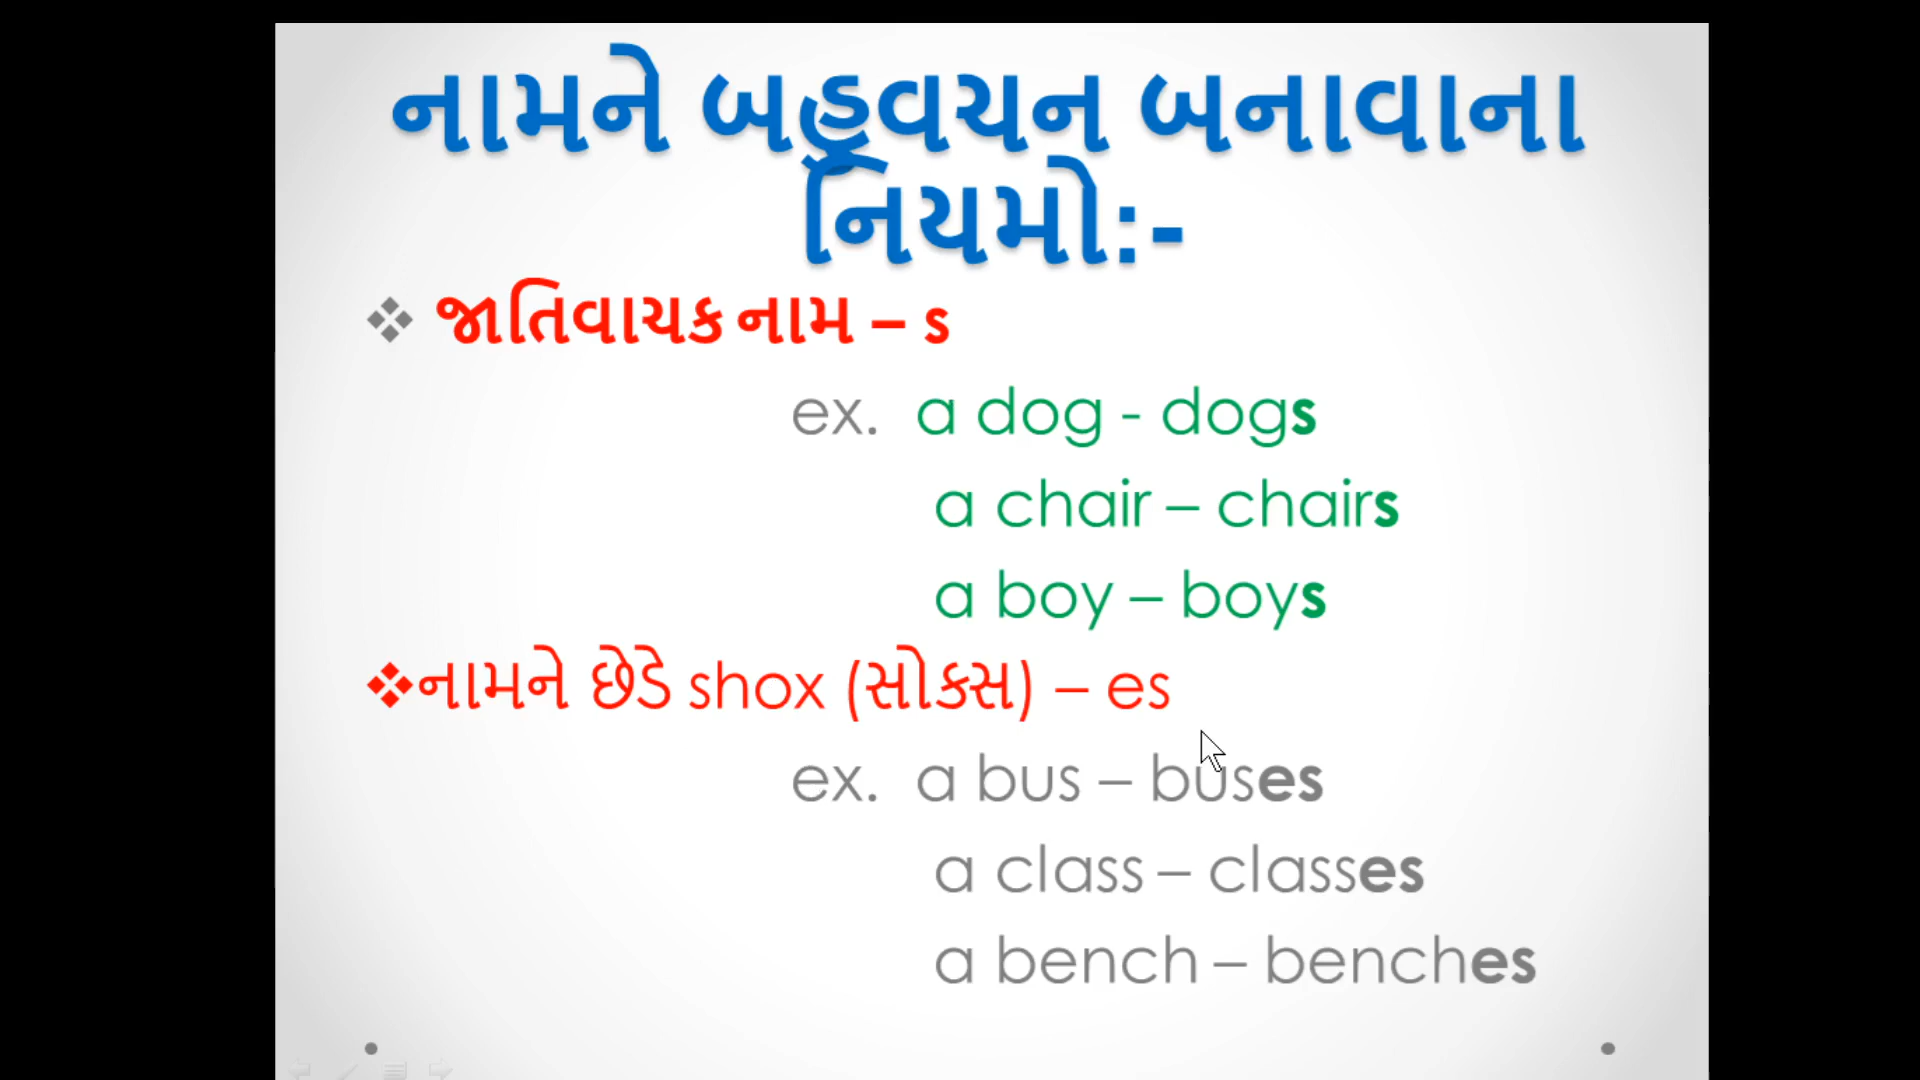 નામને બહુવચન બનાવાના
નિયમો:-
❖ જાતિવાચક નામ – s
ex. a dog - dogs
a chair – chairs
a boy – boys
❖નામને છેડે shox (સોક્સ) – es
ex. a bus – buses
a class – classes
a bench – benches